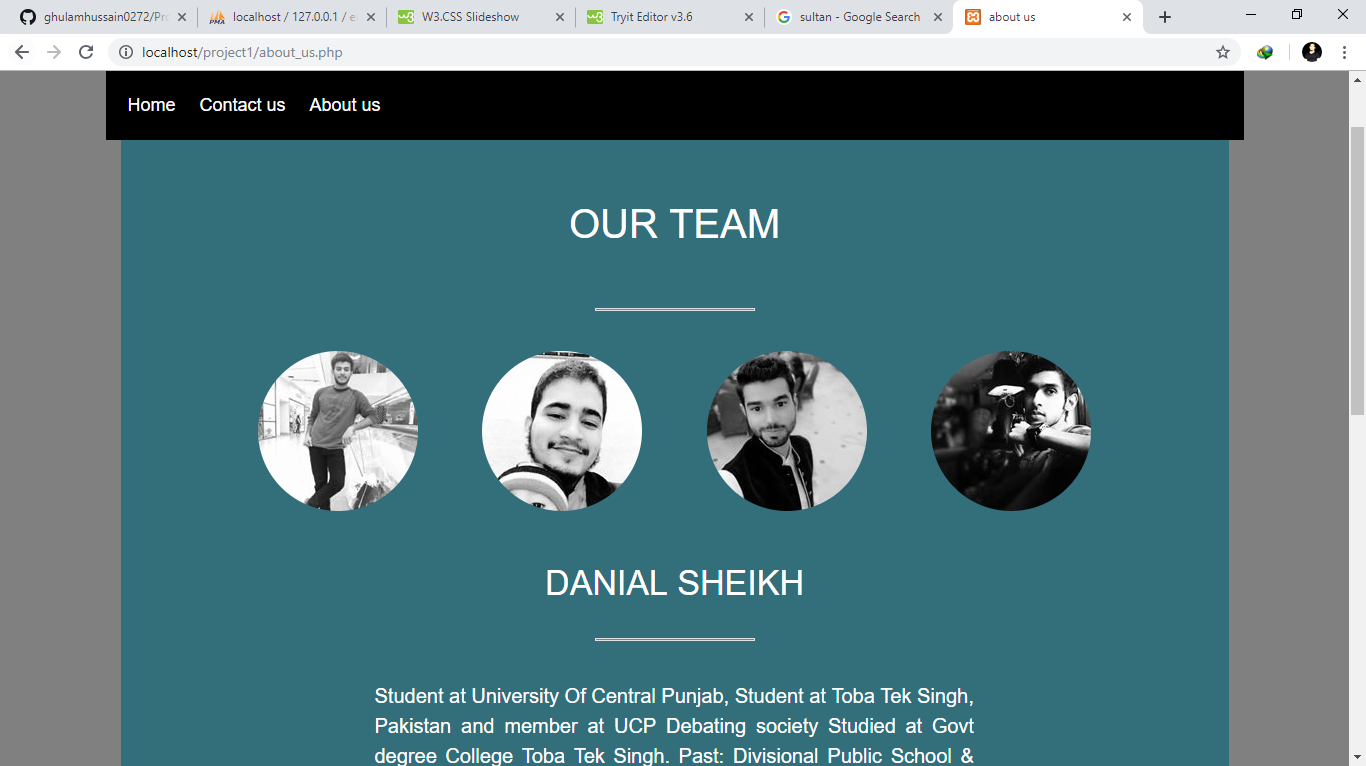 ghulamhussain0272/Pro
localhost / 127.0.0.1 / e
W3.CSS Slideshow
Tryit Editor v3.6
sultan - Google Search
about us
localhost/project1/about_us.php
Home Contact us About us
OUR TEAM
DANIAL SHEIKH
Student at University Of Central Punjab, Student at Toba Tek Singh,
Pakistan and member at UCP Debating society Studied at Govt
degree College Toba Tek Singh. Past: Divisional Public School &